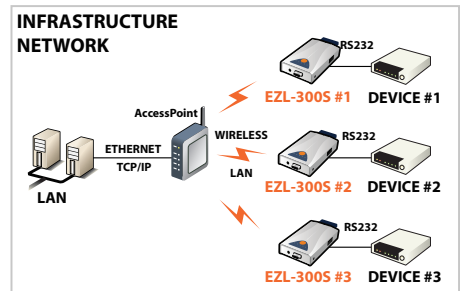 INFRASTRUCTURE
NETWORK
RS232
EZL-300S #1 DEVICE #1
AccessPoint
ETHERNET
TCP/IP
WIRELESS
LAN
LAN
RS232
EZL-300S #2 DEVICE #2
RS232
EZL-300S #3 DEVICE #3